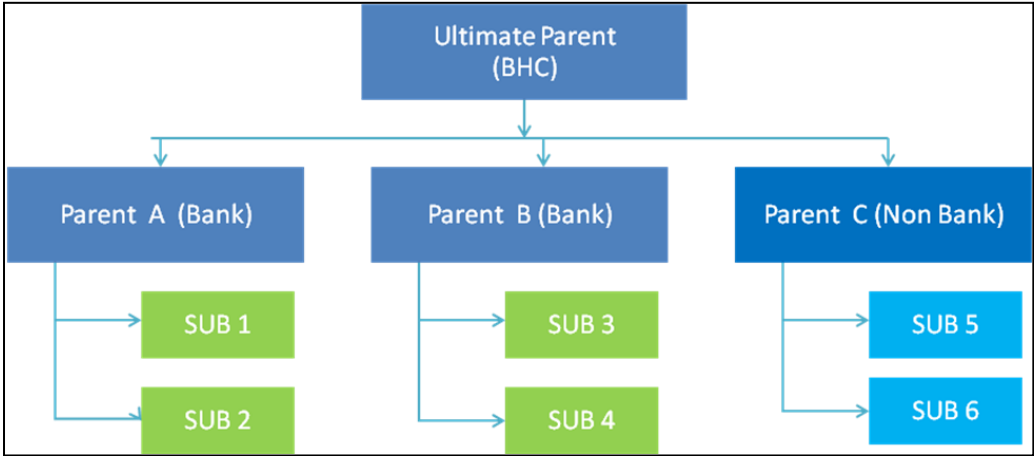 Ultimate Parent
(BHC)
Parent A (Bank)
Parent B (Bank)
Parent C (Non Bank)
SUB 1
SUB 3
SUB 5
SUB 2
SUB 4
SUB 6